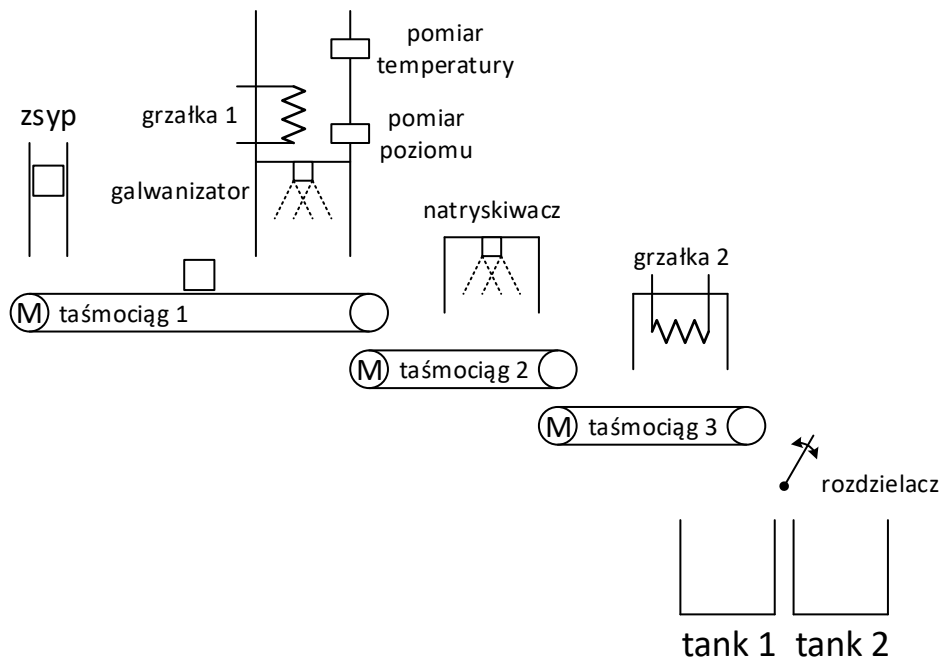 pomiar
temperatury
grzałka 1
pomiar
poziomu
zsyp
galwanizator
natryskiwacz
grzałka 2
M taśmociąg 1
M taśmociąg 2
M taśmociąg 3
rozdzielacz
tank 1 tank 2